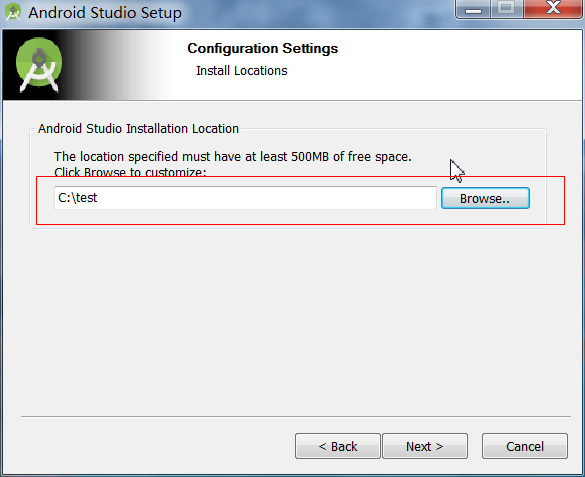 Android Studio Setup
Configuration Settings
Install Locations
Android Studio Installation Location
The location specified must have at least 500MB of free space.
Click Browse to customize:
C:\test
Browse..
< Back
Next >
Cancel